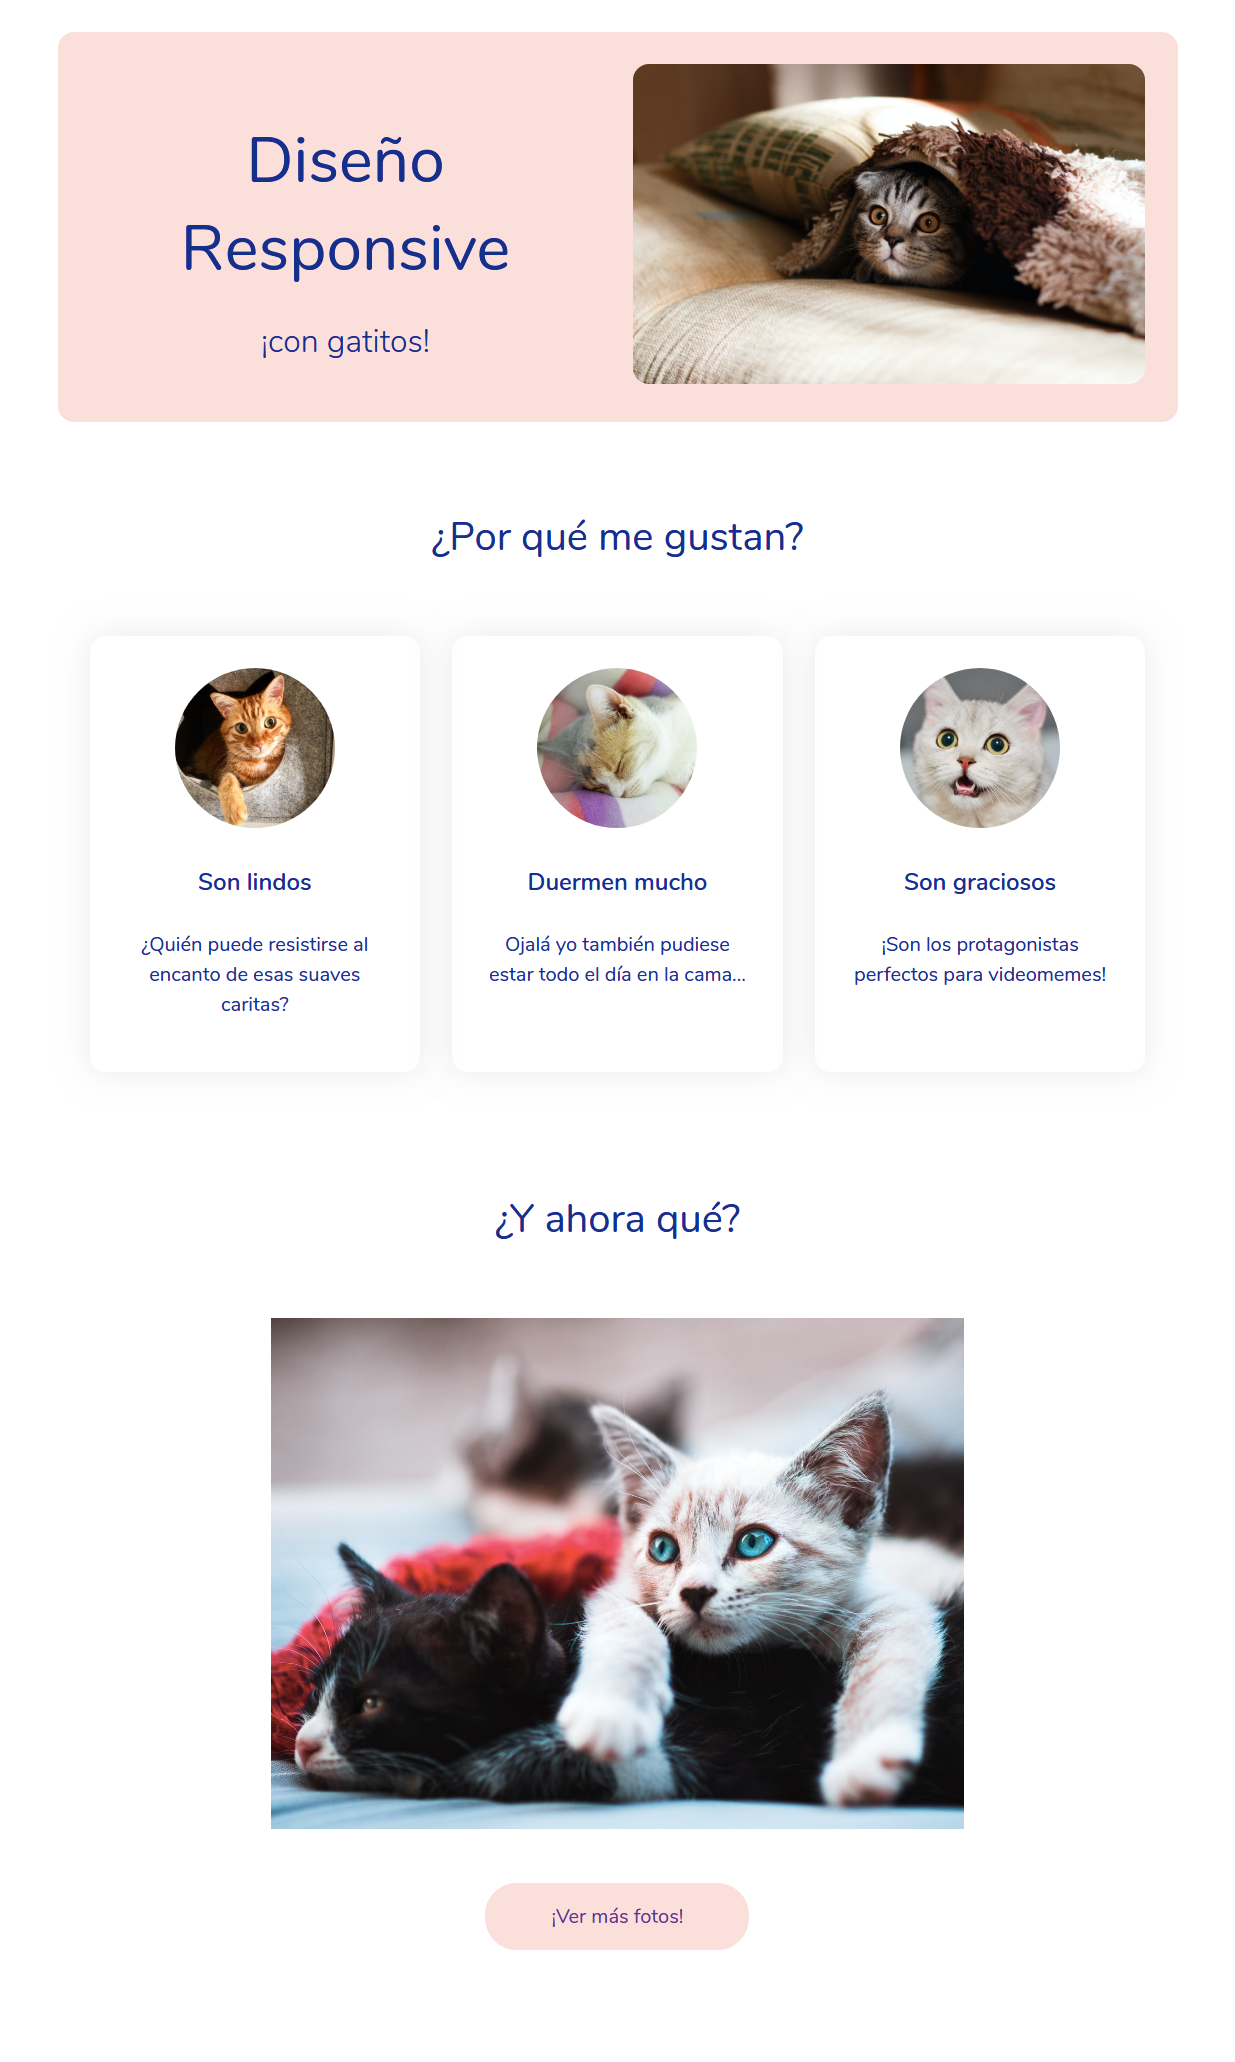 Diseño
Responsive
¡con gatitos!
¿Por qué me gustan?
Son lindos
¿Quién puede resistirse al
encanto de esas suaves
caritas?
Duermen mucho
Ojalá yo también pudiese
estar todo el día en la cama...
Son graciosos
¡Son los protagonistas
perfectos para videomemes!
¿Y ahora qué?
¡Ver más fotos!